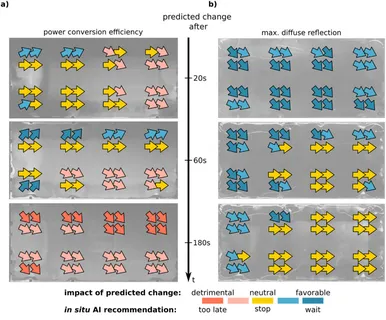 a)
b)
predicted change
after
power conversion efficiency
max. diffuse reflection
20s
60s
180s
t
impact of predicted change:
detrimental
neutral
favorable
in situ AI recommendation:
too late
stop
wait